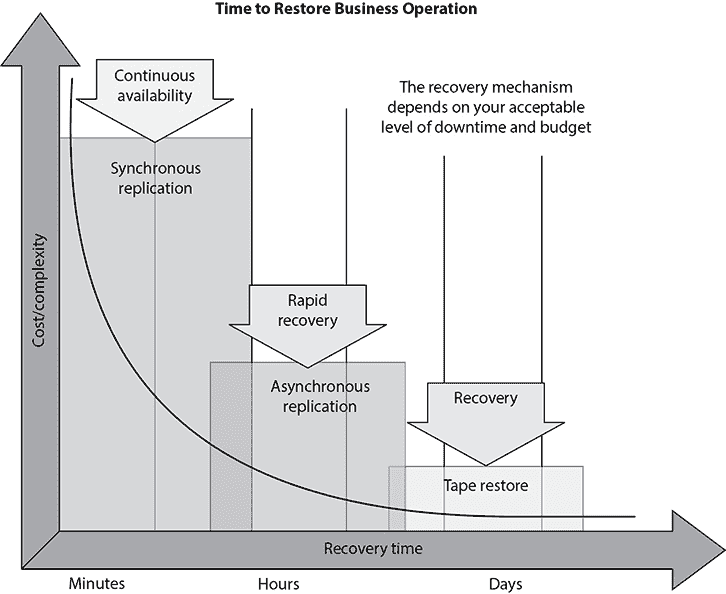 Time to Restore Business Operation
Continuous
availability
The recovery mechanism
depends on your acceptable
level of downtime and budget
Synchronous
replication
Cost/complexity
Rapid
recovery
Asynchronous
replication
Recovery
Tape restore
Recovery time
Minutes
Hours
Days